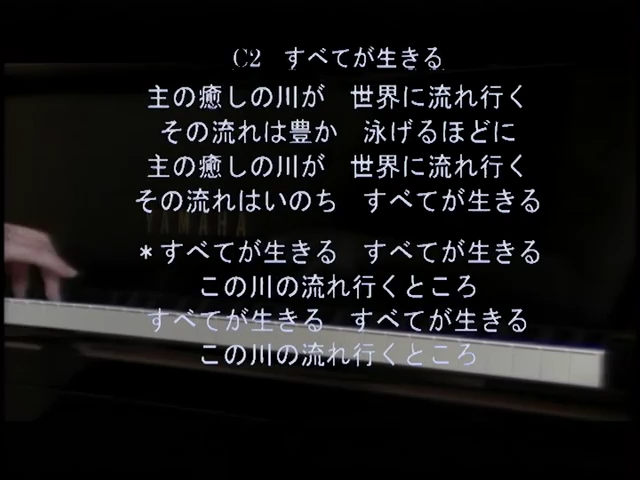 C2　すべてが生きる
主の癒しの川が　世界に流れ行く
その流れは豊か　泳げるほどに
主の癒しの川が　世界に流れ行く
その流れはいのち　すべてが生きる
YAMAHA
＊すべてが生きる　すべてが生きる
この川の流れ行くところ
すべてが生きる　すべてが生きる
この川の流れ行くところ